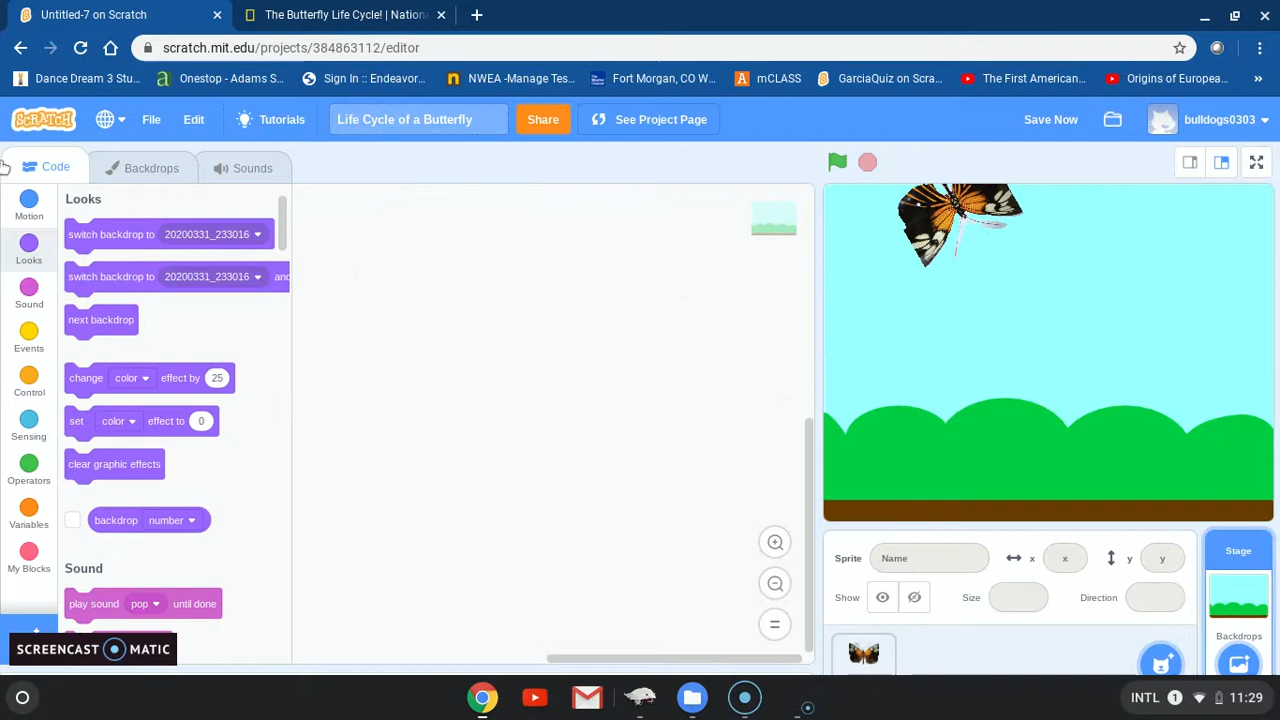 Untitled-7 on Scratch
The Butterfly Life Cycle! | Nation
scratch.mit.edu/projects/384863112/editor
Dance Dream 3 Stu...
Onestop - Adams S...
Sign In :: Endeavor...
NWEA -Manage Tes...
Fort Morgan, CO W...
mCLASS
GarciaQuiz on Scra...
The First American...
Origins of European...
SCRATCH
File
Edit
Tutorials
Life Cycle of a Butterfly
Share
See Project Page
Save Now
bulldogs0303
Code
Backdrops
Sounds
Motion
Looks
Sound
Events
Control
Sensing
Operators
Variables
My Blocks
Looks
switch backdrop to 20200331_233016
switch backdrop to 20200331_233016 and
next backdrop
change color effect by 25
set color effect to 0
clear graphic effects
backdrop number
Sound
play sound pop until done
Sprite Name x x y y
Show Size Direction
Stage
Backdrops
SCREENCAST MATIC
INTL 1 11:29